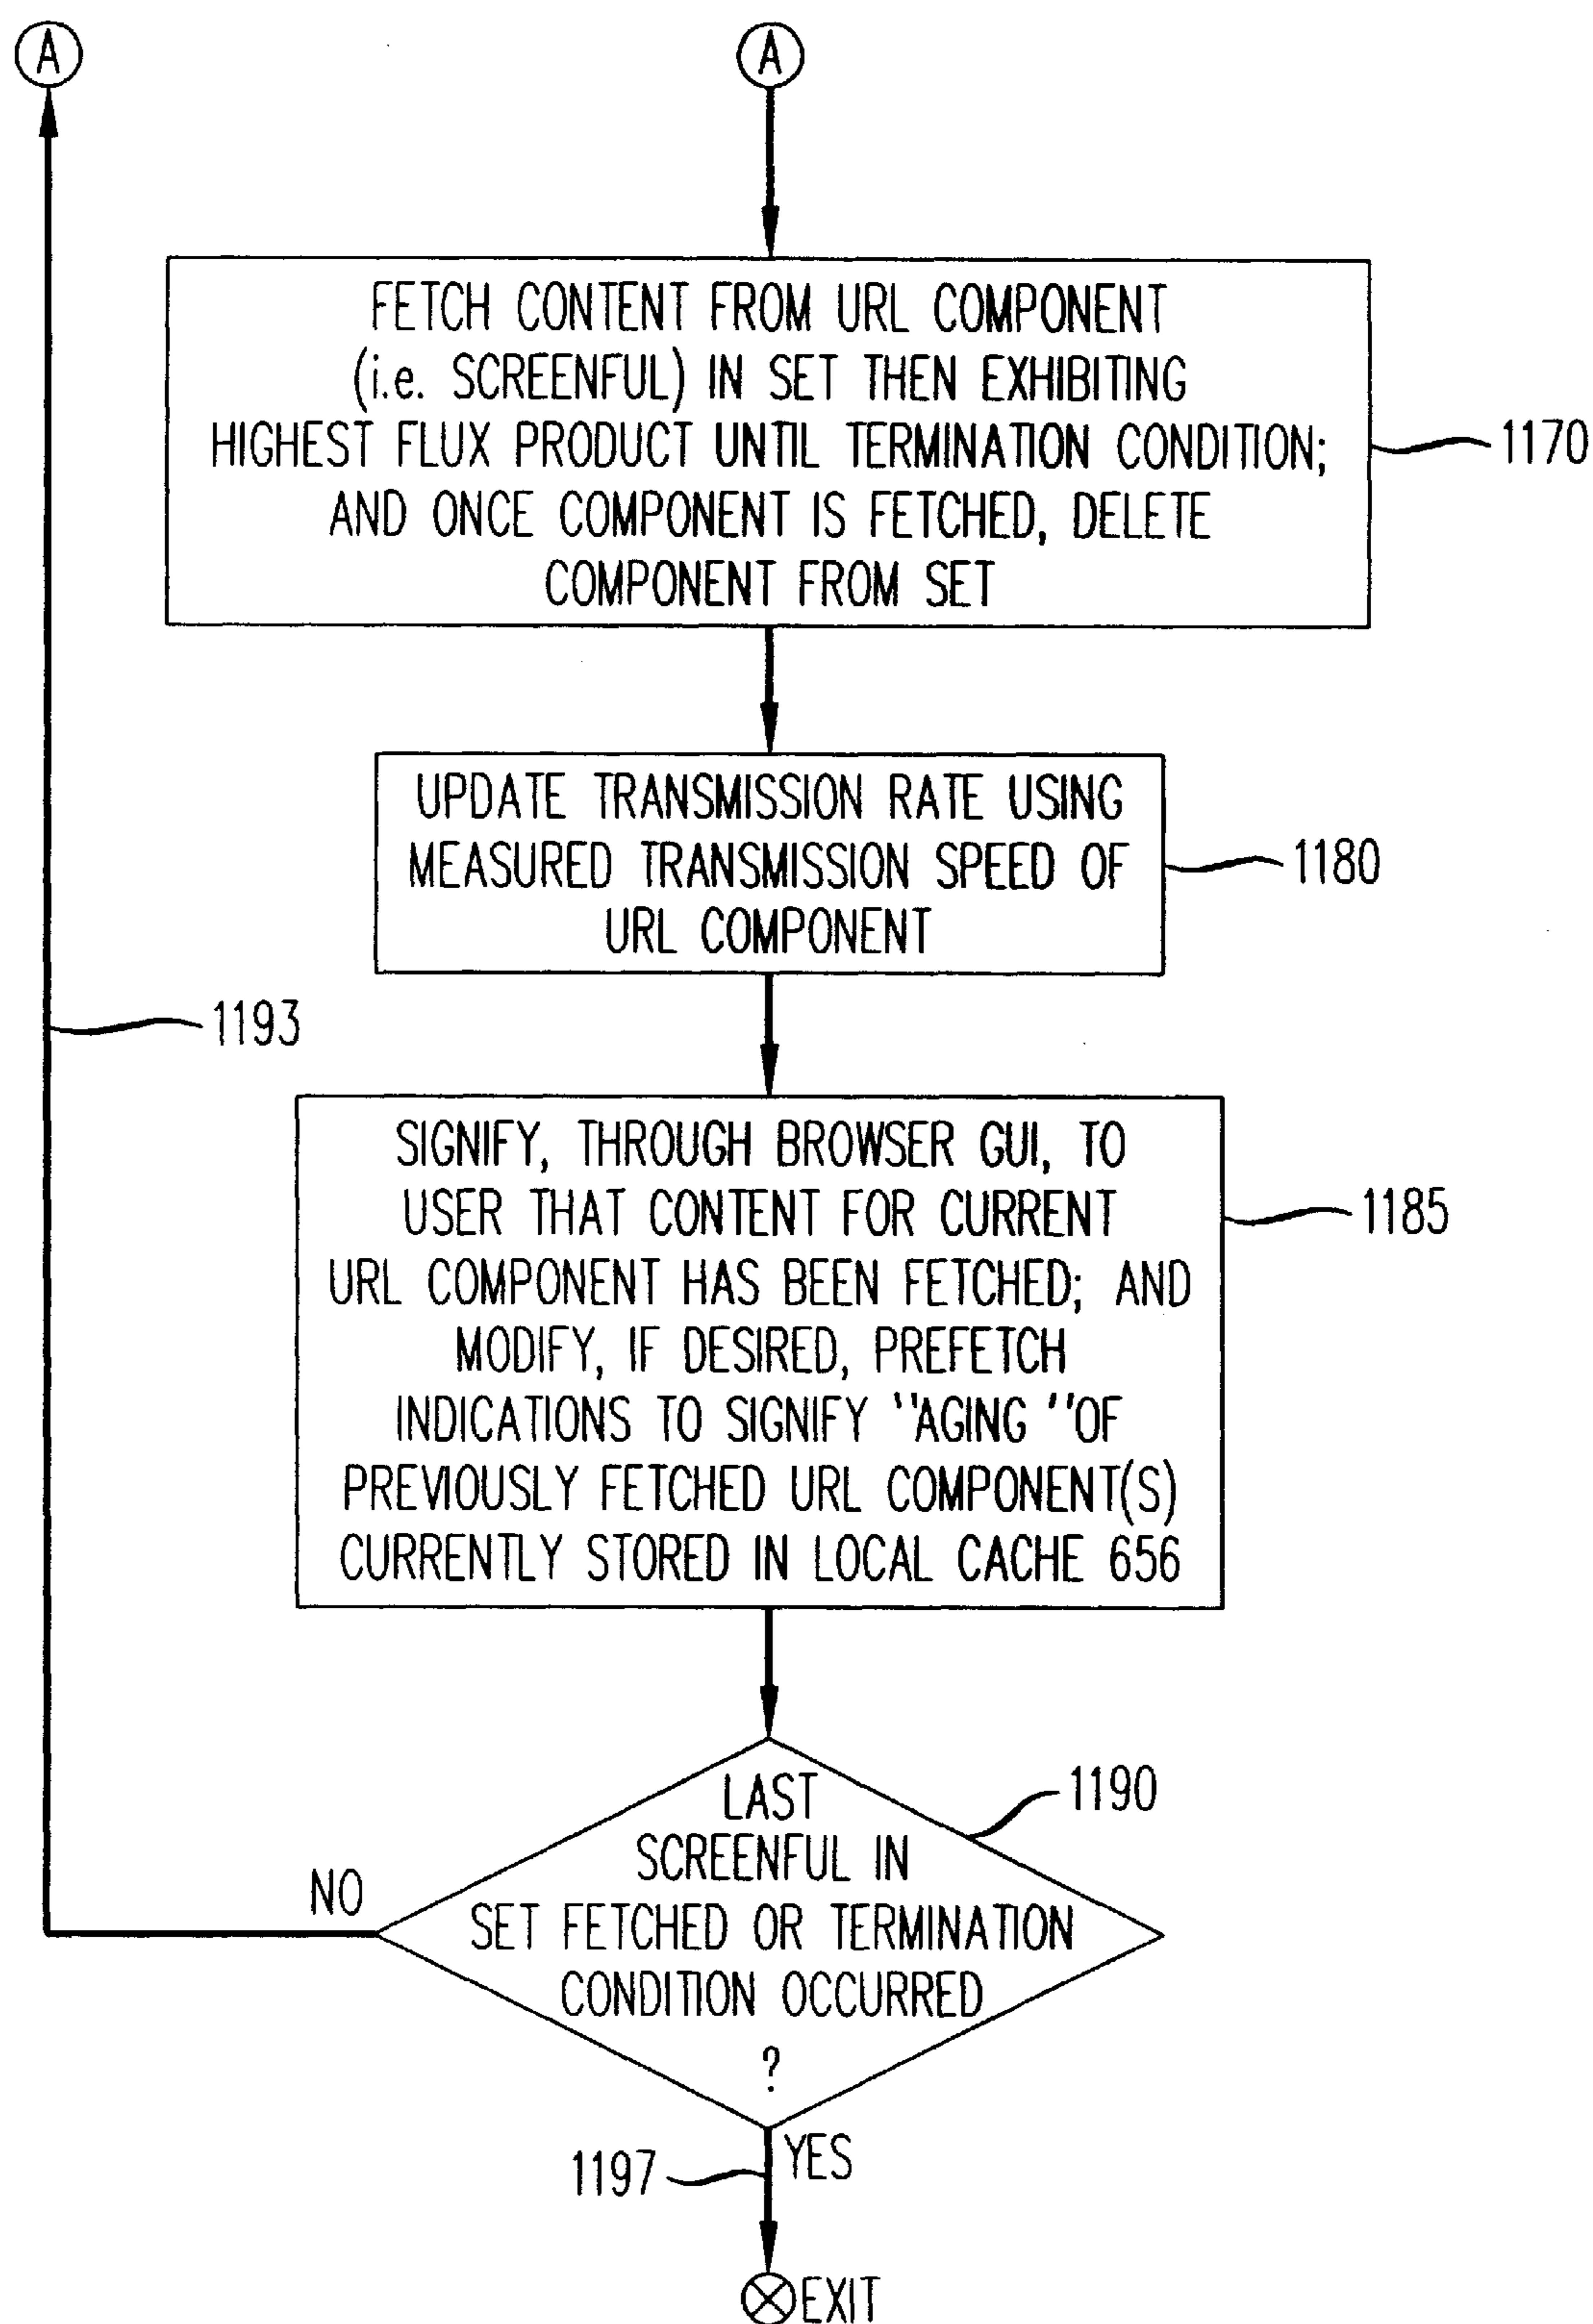 A
A
FETCH CONTENT FROM URL COMPONENT
(i.e. SCREENFUL) IN SET THEN EXHIBITING
HIGHEST FLUX PRODUCT UNTIL TERMINATION CONDITION;
AND ONCE COMPONENT IS FETCHED, DELETE
COMPONENT FROM SET
1170
UPDATE TRANSMISSION RATE USING
MEASURED TRANSMISSION SPEED OF
URL COMPONENT
1180
1193
SIGNIFY, THROUGH BROWSER GUI, TO
USER THAT CONTENT FOR CURRENT
URL COMPONENT HAS BEEN FETCHED; AND
MODIFY, IF DESIRED, PREFETCH
INDICATIONS TO SIGNIFY "AGING "OF
PREVIOUSLY FETCHED URL COMPONENT(S)
CURRENTLY STORED IN LOCAL CACHE 656
1185
LAST
SCREENFUL IN
SET FETCHED OR TERMINATION
CONDITION OCCURRED
?
1190
NO
YES
1197
EXIT